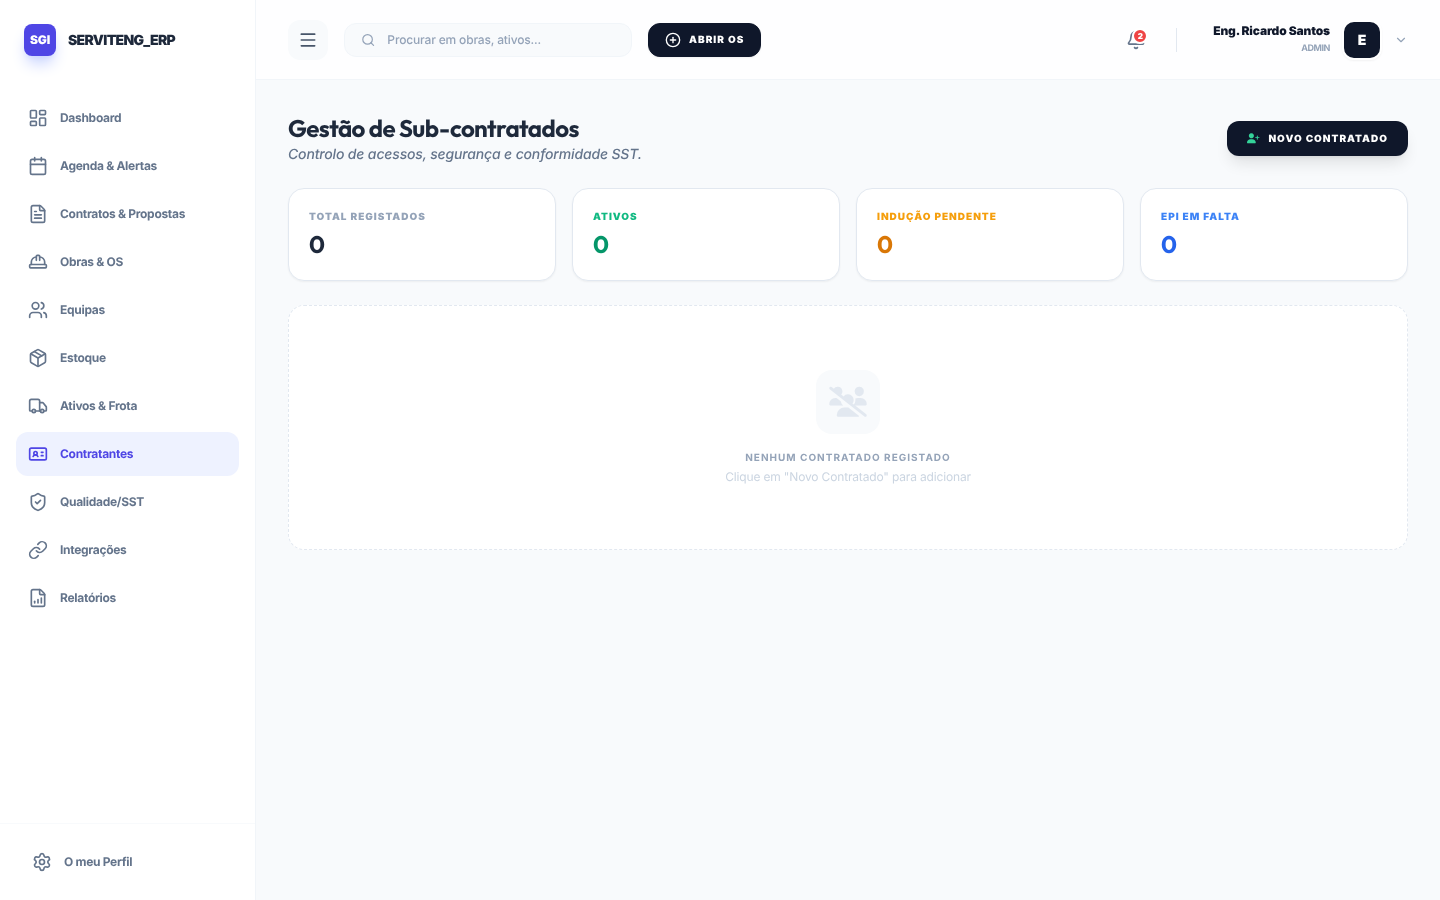 SGI
SERVITENG_ERP
Dashboard
Agenda & Alertas
Contratos & Propostas
Obras & OS
Equipas
Estoque
Ativos & Frota
Contratantes
Qualidade/SST
Integrações
Relatórios
O meu Perfil
Procurar em obras, ativos...
ABRIR OS
2
Eng. Ricardo Santos
ADMIN
E
Gestão de Sub-contratados
Controlo de acessos, segurança e conformidade SST.
NOVO CONTRATADO
TOTAL REGISTADOS
0
ATIVOS
0
INDUÇÃO PENDENTE
0
EPI EM FALTA
0
NENHUM CONTRATADO REGISTADO
Clique em "Novo Contratado" para adicionar